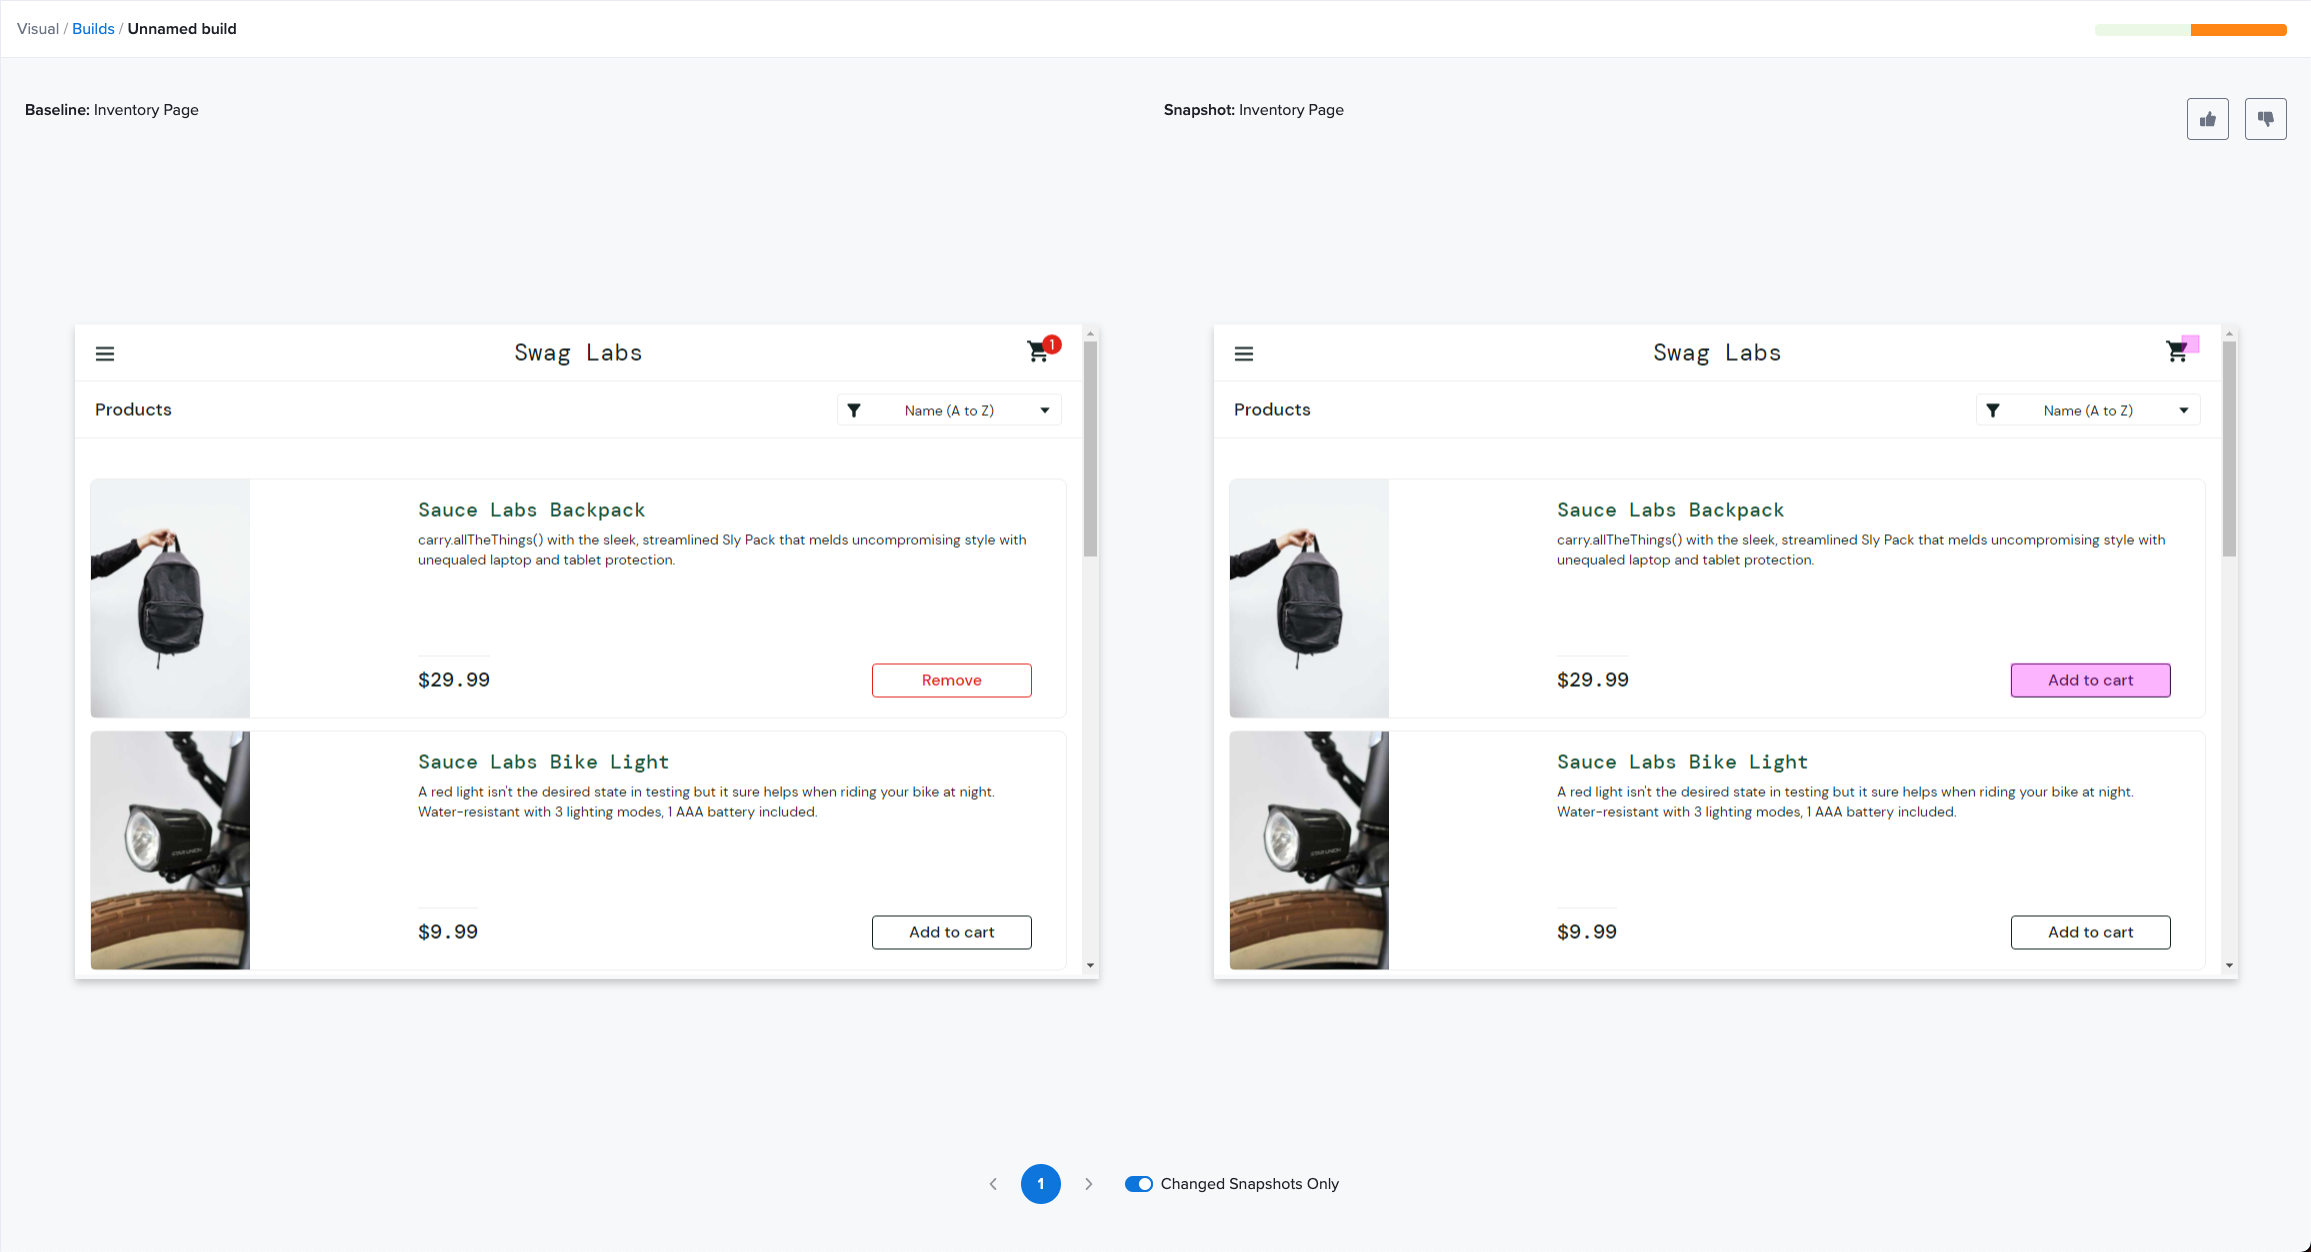 Visual / Builds / Unnamed build
Baseline: Inventory Page
Snapshot: Inventory Page
Swag Labs
1
Products
Name (A to Z)
Sauce Labs Backpack
carry.allTheThings() with the sleek, streamlined Sly Pack that melds uncompromising style with
unequaled laptop and tablet protection.
$29.99
Remove
Sauce Labs Bike Light
A red light isn't the desired state in testing but it sure helps when riding your bike at night.
Water-resistant with 3 lighting modes, 1 AAA battery included.
STAR UNION
$9.99
Add to cart
Swag Labs
Products
Name (A to Z)
Sauce Labs Backpack
carry.allTheThings() with the sleek, streamlined Sly Pack that melds uncompromising style with
unequaled laptop and tablet protection.
$29.99
Add to cart
Sauce Labs Bike Light
A red light isn't the desired state in testing but it sure helps when riding your bike at night.
Water-resistant with 3 lighting modes, 1 AAA battery included.
STAR UNION
$9.99
Add to cart
1
Changed Snapshots Only